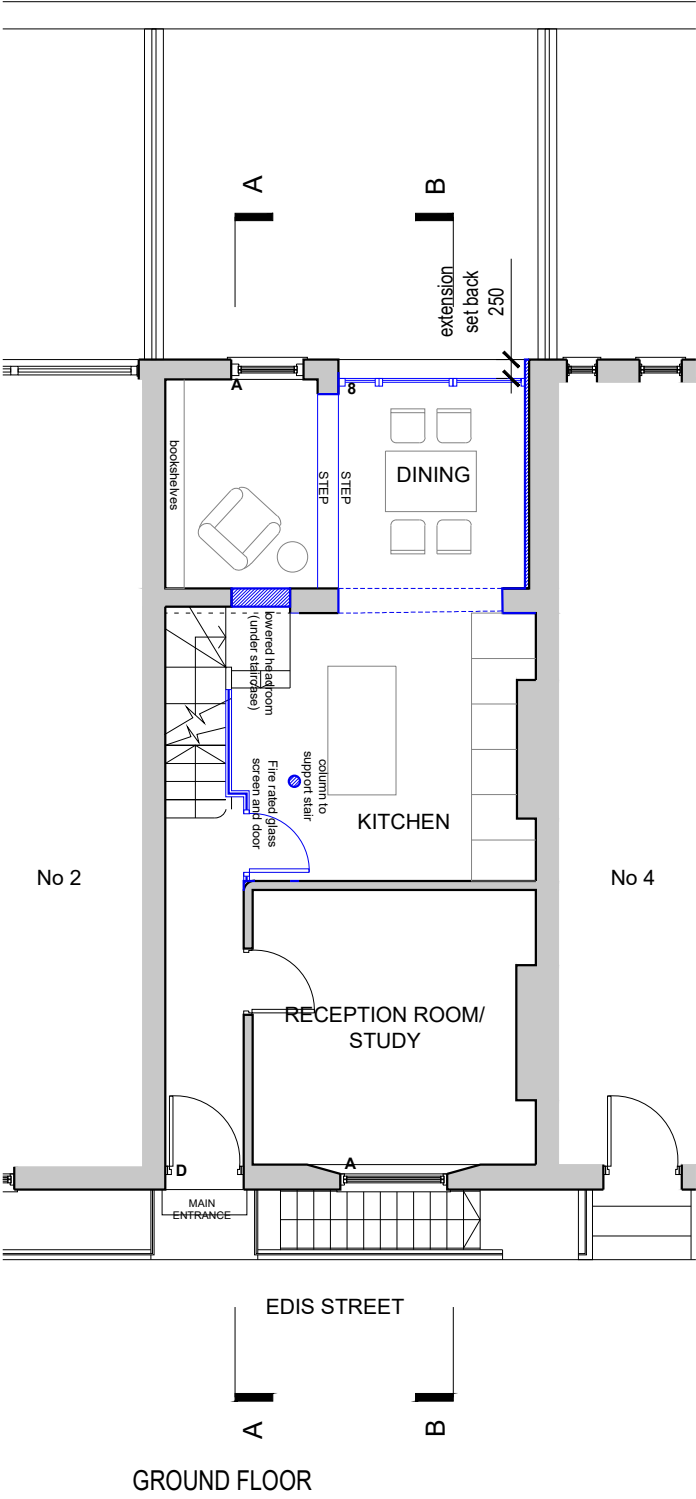 A
B
extension
set back
250
A
8
bookshelves
STEP
STEP
DINING
lowered headroom
(under staircase)
column to
support stair
Fire rated glass
screen and door
KITCHEN
No 2
No 4
RECEPTION ROOM/
STUDY
D
A
MAIN
ENTRANCE
EDIS STREET
A
B
GROUND FLOOR